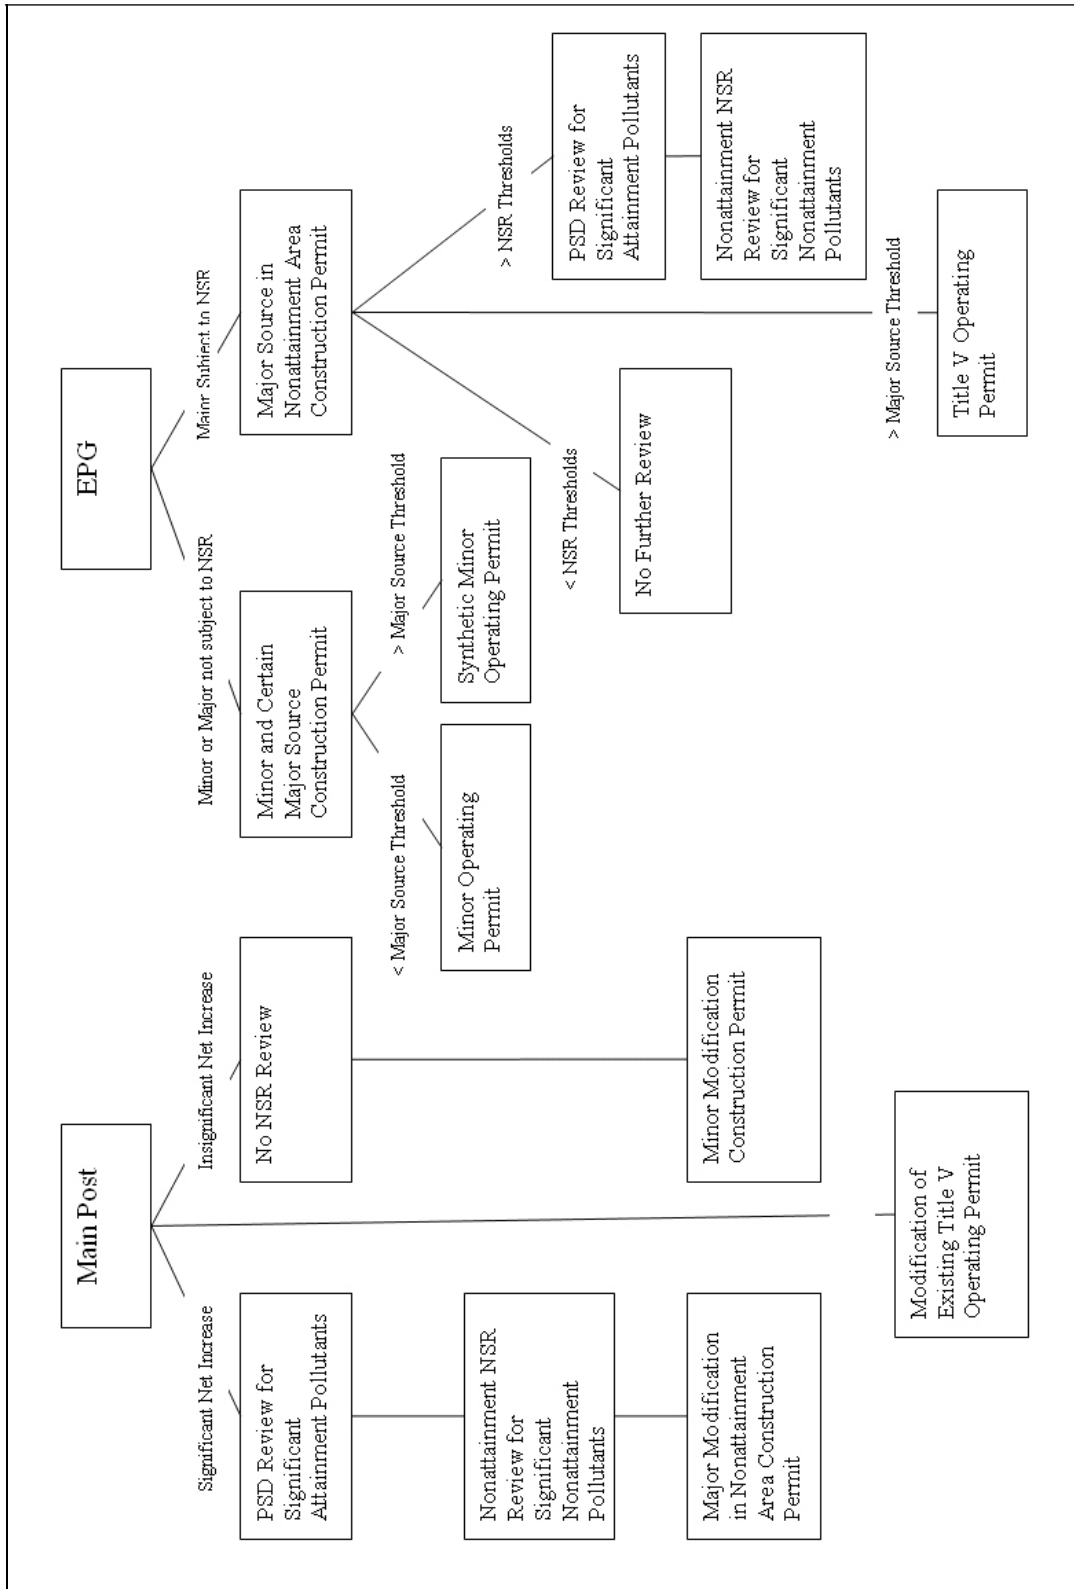 Main Post
Significant Net Increase
Insignificant Net Increase
PSD Review for
Significant
Attainment Pollutants
No NSR Review
Nonattainment NSR
Review for
Significant
Nonattainment
Pollutants
Major Modification
in Nonattainment
Area Construction
Permit
Minor Modification
Construction Permit
Modification of
Existing Title V
Operating Permit
EPG
Minor or Major not subject to NSR
Major Subject to NSR
Minor and Certain
Major Source
Construction Permit
Major Source in
Nonattainment Area
Construction Permit
< Major Source Threshold
> Major Source Threshold
Minor Operating
Permit
Synthetic Minor
Operating Permit
< NSR Thresholds
> NSR Thresholds
No Further Review
PSD Review for
Significant
Attainment Pollutants
Nonattainment NSR
Review for
Significant
Nonattainment
Pollutants
> Major Source Threshold
Title V Operating
Permit